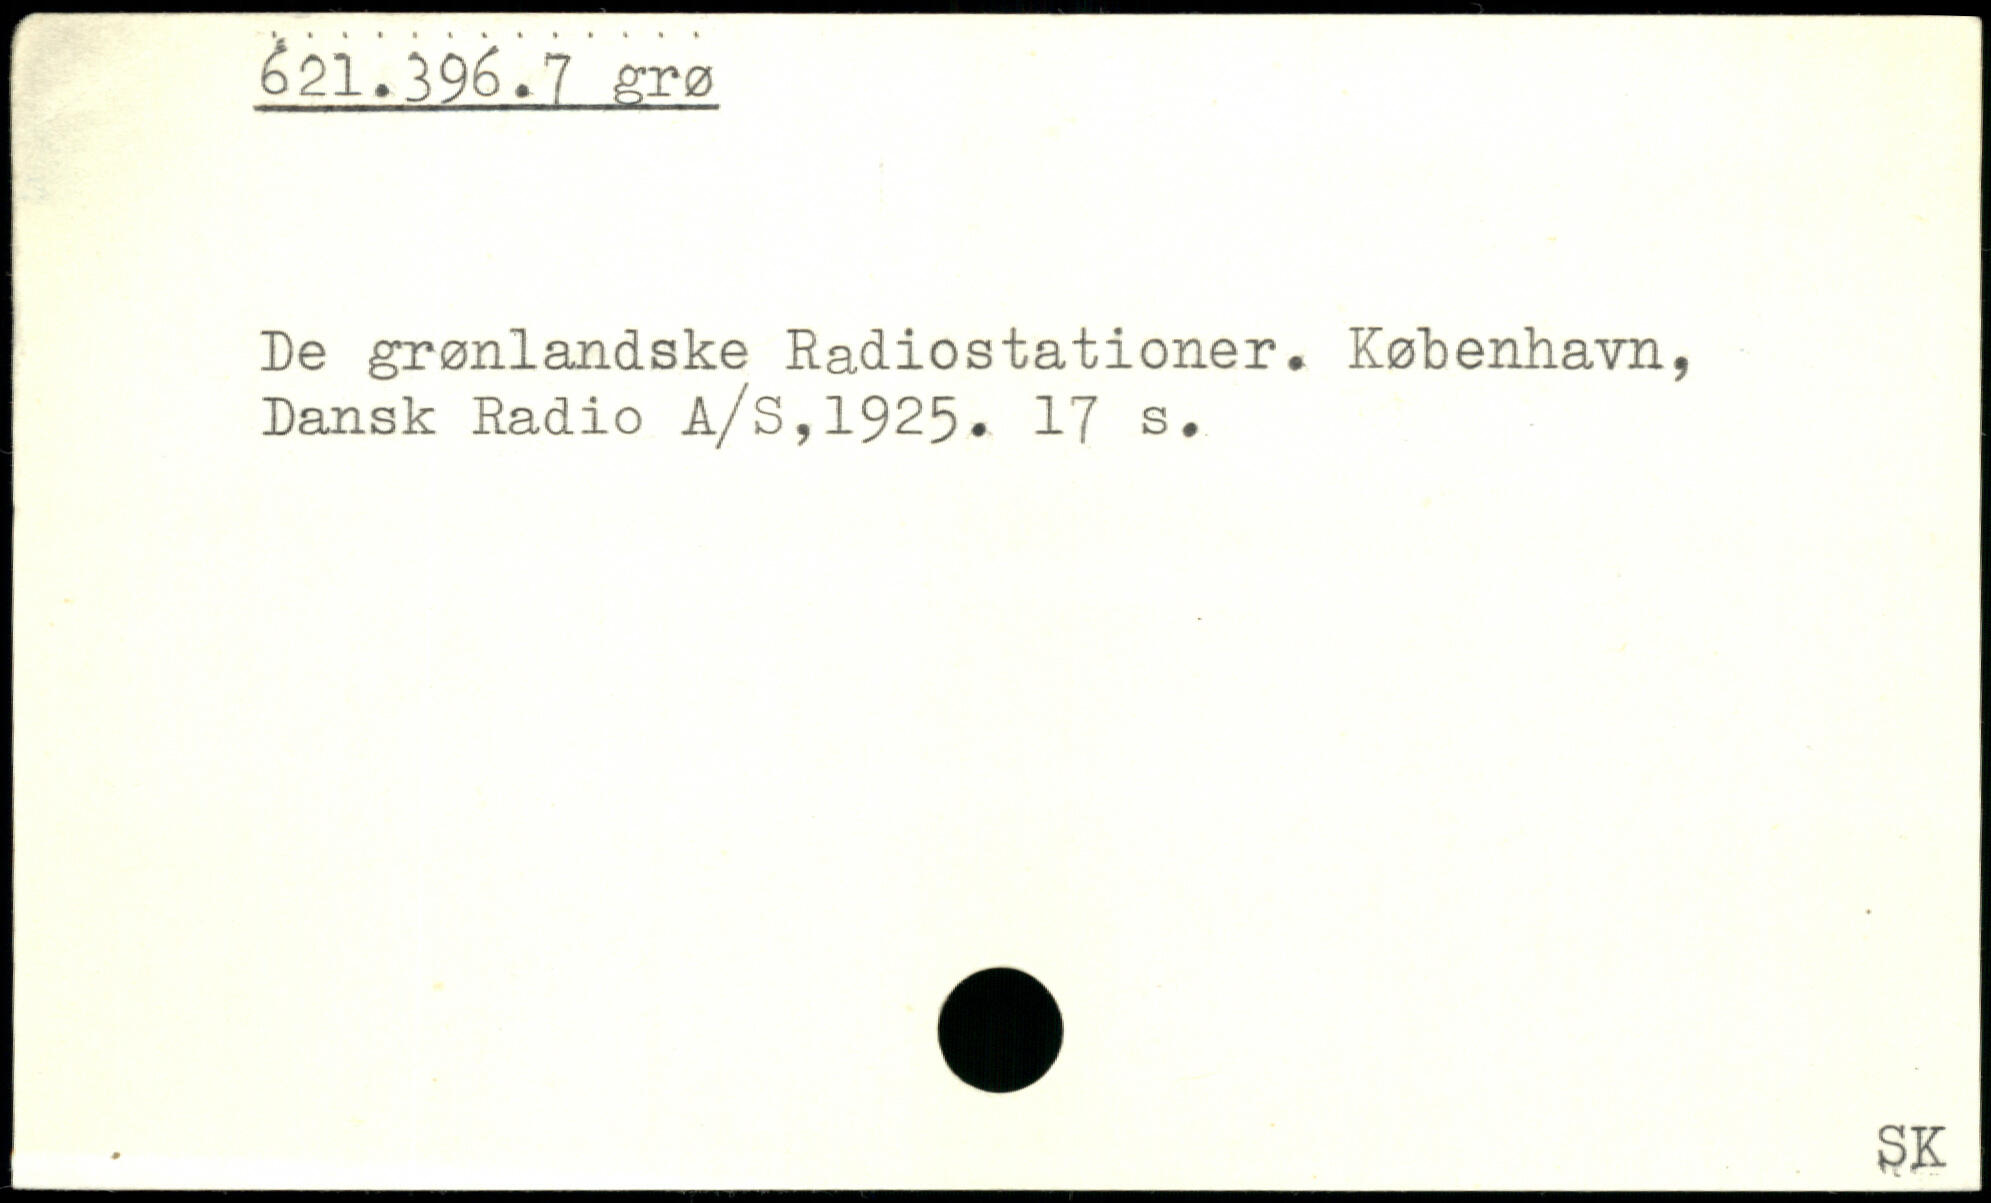 621.396.7 grø
De grønlandske Radiostationer. København,
Dansk Radio A/S,1925. 17 s.
SK